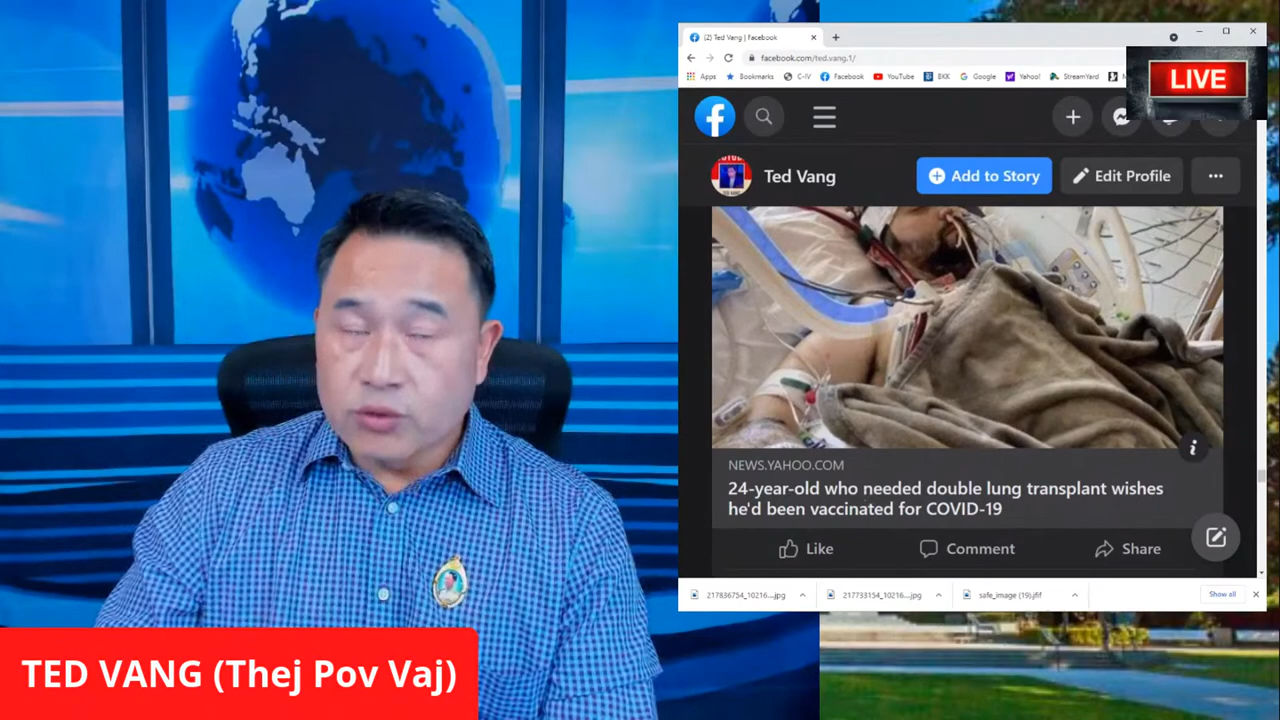 (2) Ted Vang | Facebook
facebook.com/ted.vang.1/
Apps Bookmarks C-IV Facebook YouTube BKK Google Yahoo! StreamYard
LIVE
Ted Vang
Add to Story
Edit Profile
NEWS.YAHOO.COM
24-year-old who needed double lung transplant wishes
he'd been vaccinated for COVID-19
Like Comment Share
217836754_10216....jpg 217733154_10216....jpg safe_image (19).jfif Show all
TED VANG (Thej Pov Vaj)